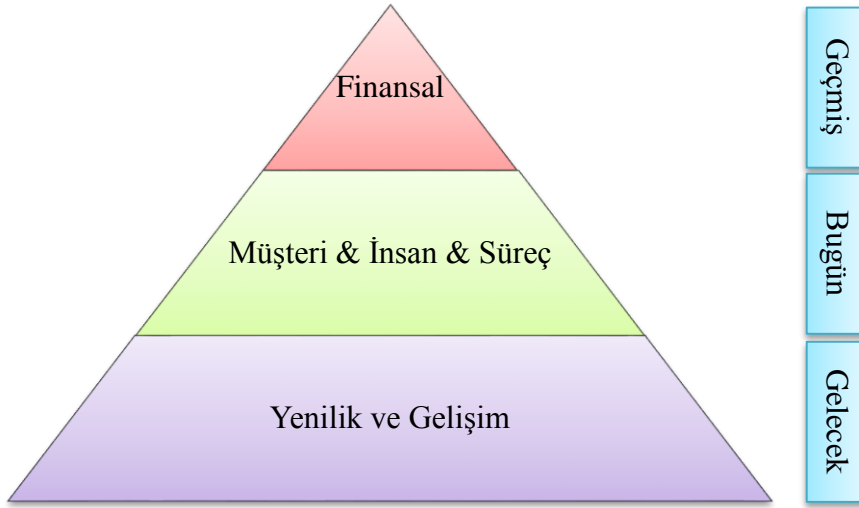 Finansal
Geçmiş
Müşteri & İnsan & Süreç
Bugün
Yenilik ve Gelişim
Gelecek